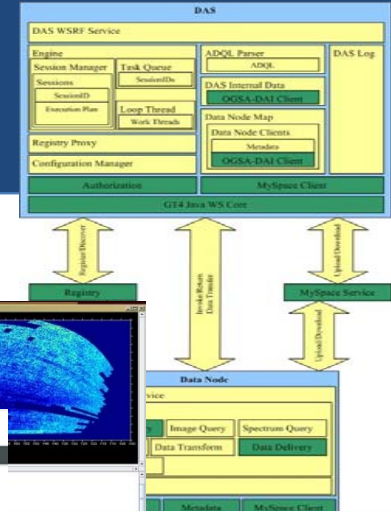 DAS
DAS WSRF Service
Engine
Session Manager
Sessions
SessionID
Execution Plan
Task Queue
SessionIDs
Loop Thread
Work Threads
Registry Proxy
Configuration Manager
ADQL Parser
ADQL
DAS Internal Data
OGSA-DAI Client
Data Node Map
Data Node Clients
Metadata
OGSA-DAI Client
DAS Log
Authorization
MySpace Client
GT4 Java WS Core
Register/Discover
Invoke/Return
Data Transfer
Upload/Download
Registry
MySpace Service
Upload/Download
Data Node
Image Query
Spectrum Query
Data Transform
Data Delivery
Metadata
MySpace Client